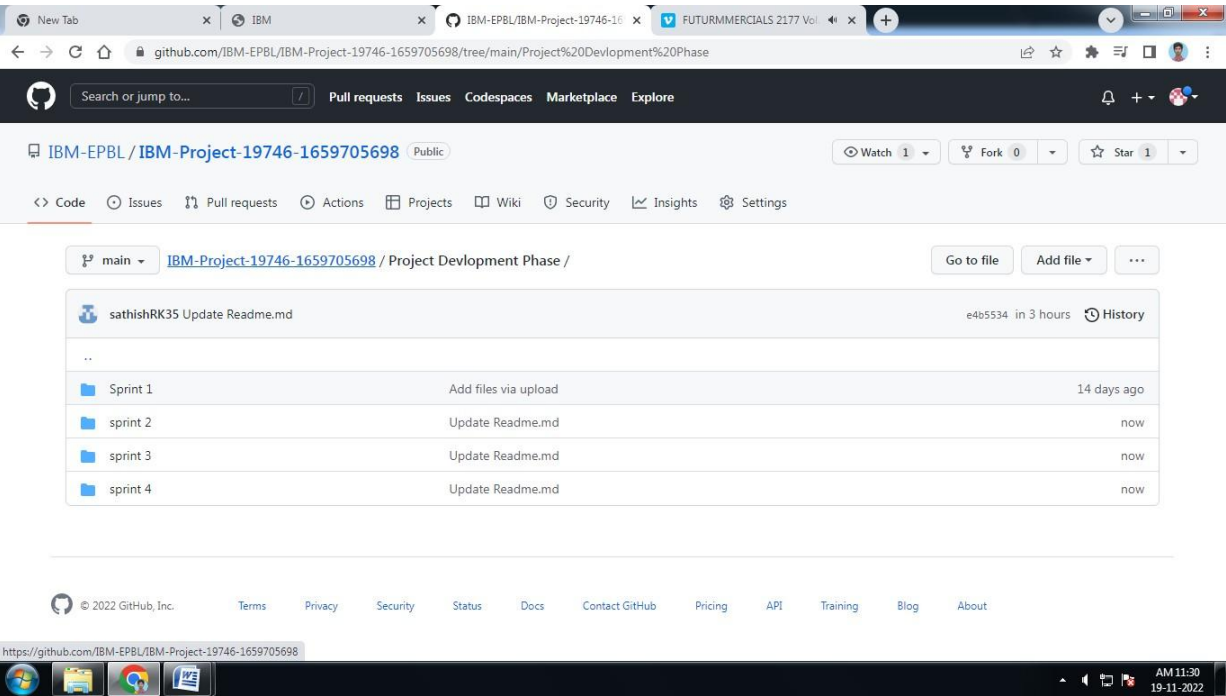 New Tab
IBM
IBM-EPBL/IBM-Project-19746-16
FUTURMMERCIALS 2177 Vol
github.com/IBM-EPBL/IBM-Project-19746-1659705698/tree/main/Project%20Devlopment%20Phase
Search or jump to... / Pull requests Issues Codespaces Marketplace Explore
IBM-EPBL / IBM-Project-19746-1659705698 Public Watch 1 Fork 0 Star 1
<> Code Issues Pull requests Actions Projects Wiki Security Insights Settings
main IBM-Project-19746-1659705698 / Project Devlopment Phase / Go to file Add file ...
sathishRK35 Update Readme.md e4b5534 in 3 hours History
..
Sprint 1 Add files via upload 14 days ago
sprint 2 Update Readme.md now
sprint 3 Update Readme.md now
sprint 4 Update Readme.md now
© 2022 GitHub, Inc. Terms Privacy Security Status Docs Contact GitHub Pricing API Training Blog About
https://github.com/IBM-EPBL/IBM-Project-19746-1659705698
AM 11:30
19-11-2022